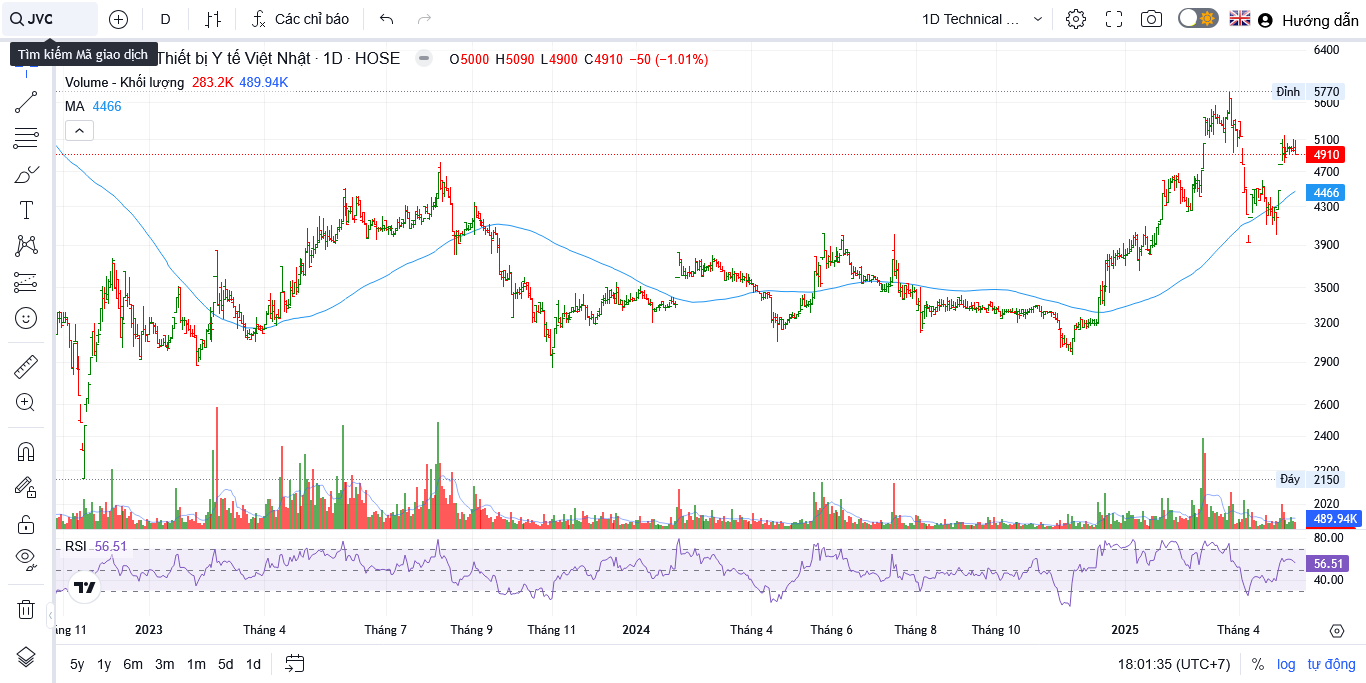 JVC
D
Các chỉ báo
1D Technical ...
Hướng dẫn
Tìm kiếm Mã giao dịch
Thiết bị Y tế Việt Nhật · 1D · HOSE
O5000 H5090 L4900 C4910 −50 (−1.01%)
Volume - Khối lượng 283.2K 489.94K
MA 4466
6400
Đỉnh 5770
5600
5100
4910
4700
4466
4300
3900
3500
3200
2900
2600
2400
2200
Đáy 2150
2020
489.94K
RSI 56.51
80.00
56.51
40.00
ng 11 2023 Tháng 4 Tháng 7 Tháng 9 Tháng 11 2024 Tháng 4 Tháng 6 Tháng 8 Tháng 10 2025 Tháng 4
5y 1y 6m 3m 1m 5d 1d
18:01:35 (UTC+7) % log tự động